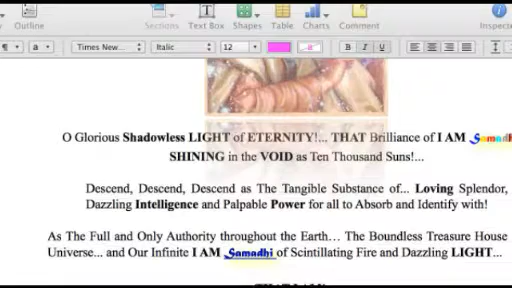 Outline Sections Text Box Shapes Table Charts Comment
¶ a Times New... Italic 12 a B I U
O Glorious Shadowless LIGHT of ETERNITY!... THAT Brilliance of I AM
SHINING in the VOID as Ten Thousand Suns!...
Descend, Descend, Descend as The Tangible Substance of... Loving Splendor,
Dazzling Intelligence and Palpable Power for all to Absorb and Identify with!
As The Full and Only Authority throughout the Earth… The Boundless Treasure House
Universe... and Our Infinite I AM Samadhi of Scintillating Fire and Dazzling LIGHT...